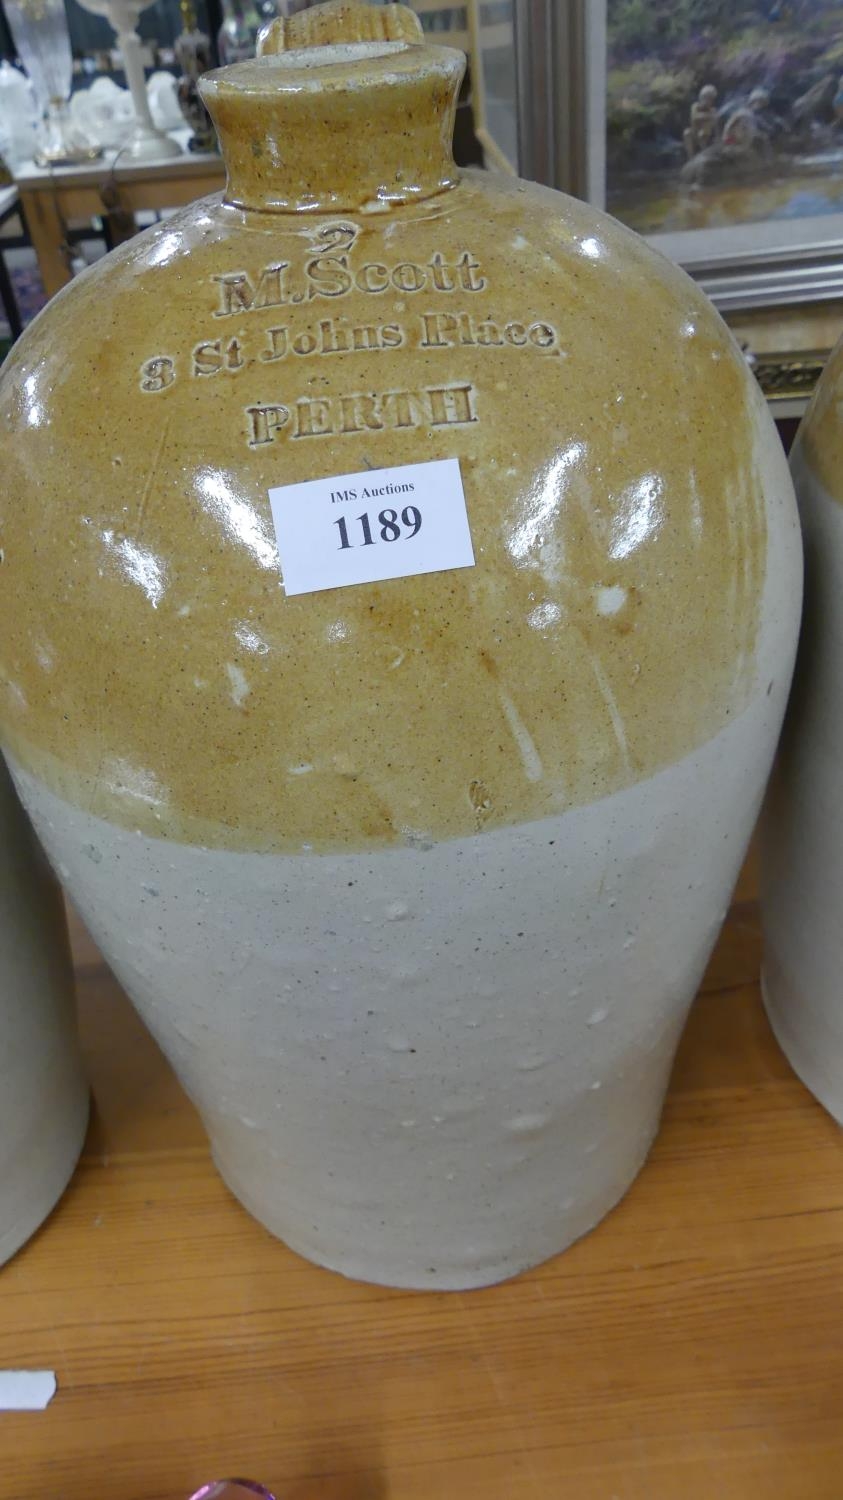 2
M. Scott
3 St Johns Place
PERTH
IMS Auctions
1189